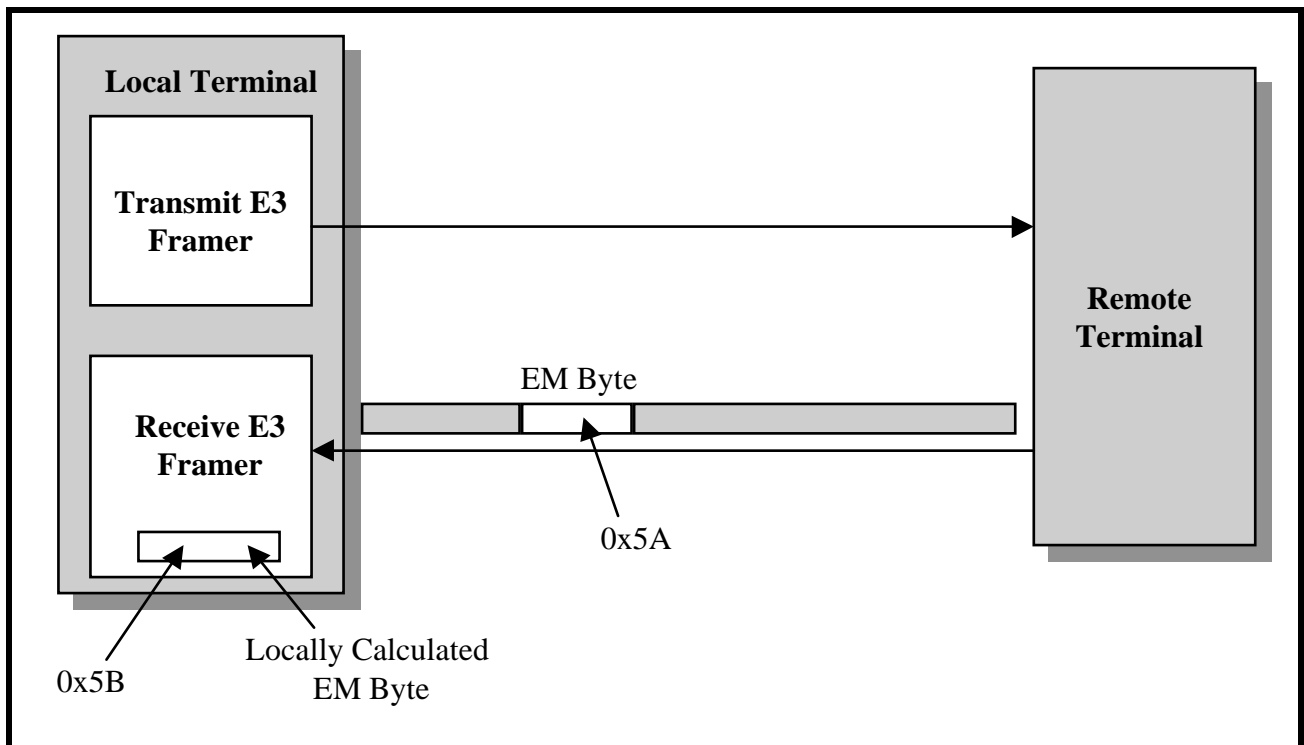 Local Terminal
Transmit E3
Framer
Remote
Terminal
EM Byte
Receive E3
Framer
0x5A
Locally Calculated
EM Byte
0x5B